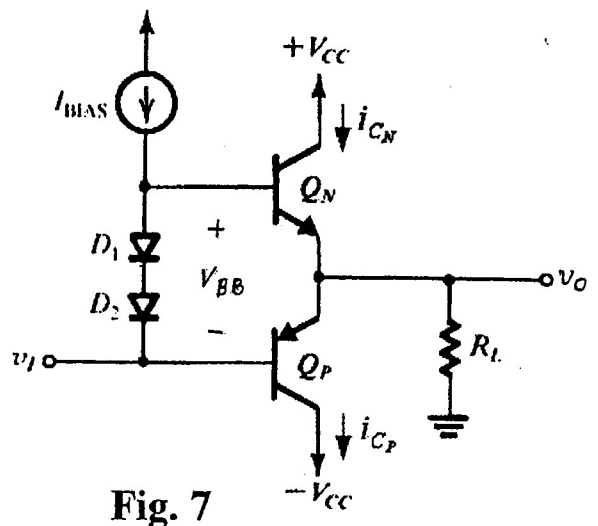 +V_CC
I_BIAS
i_CN
Q_N
+
D_1
V_BB
v_O
D_2
−
v_I
Q_P
R_L
i_CP
−V_CC
Fig. 7